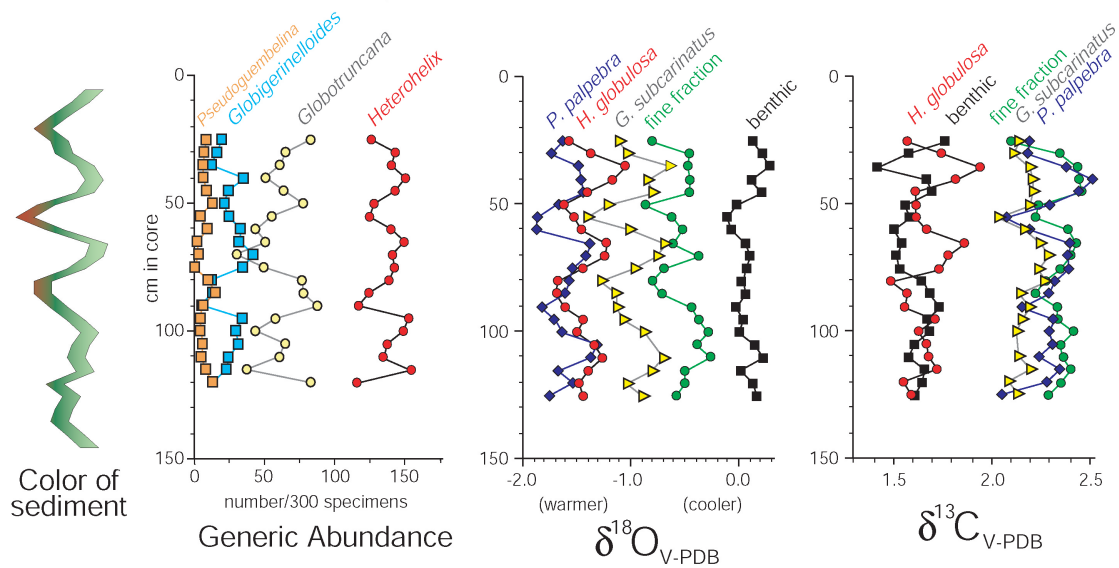 Color of
sediment
Pseudoguembelina
Globigerinelloides
Globotruncana
Heterohelix
0
50
100
150
cm in core
0
50
100
150
number/300 specimens
Generic Abundance
P. palpebra
H. globulosa
G. subcarinatus
fine fraction
benthic
0
50
100
150
-2.0
-1.0
0.0
(warmer)
(cooler)
δ18OV-PDB
H. globulosa
benthic
fine fraction
G. subcarinatus
P. palpebra
0
50
100
150
1.5
2.0
2.5
δ13CV-PDB